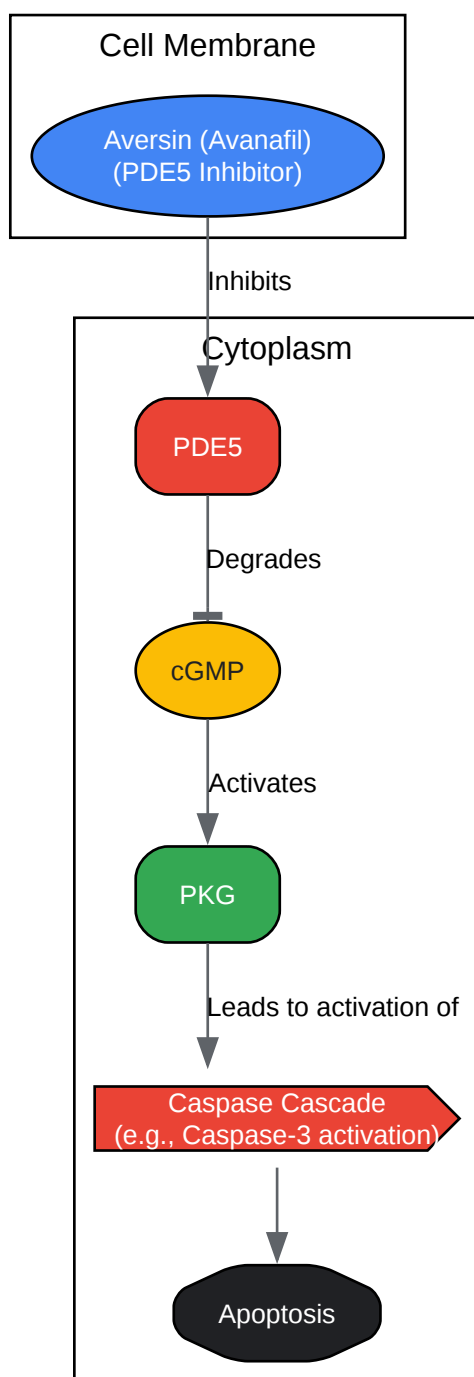 Cell Membrane
Aversin (Avanafil)
(PDE5 Inhibitor)
Inhibits
Cytoplasm
PDE5
Degrades
cGMP
Activates
PKG
Leads to activation of
Caspase Cascade
(e.g., Caspase-3 activation)
Apoptosis